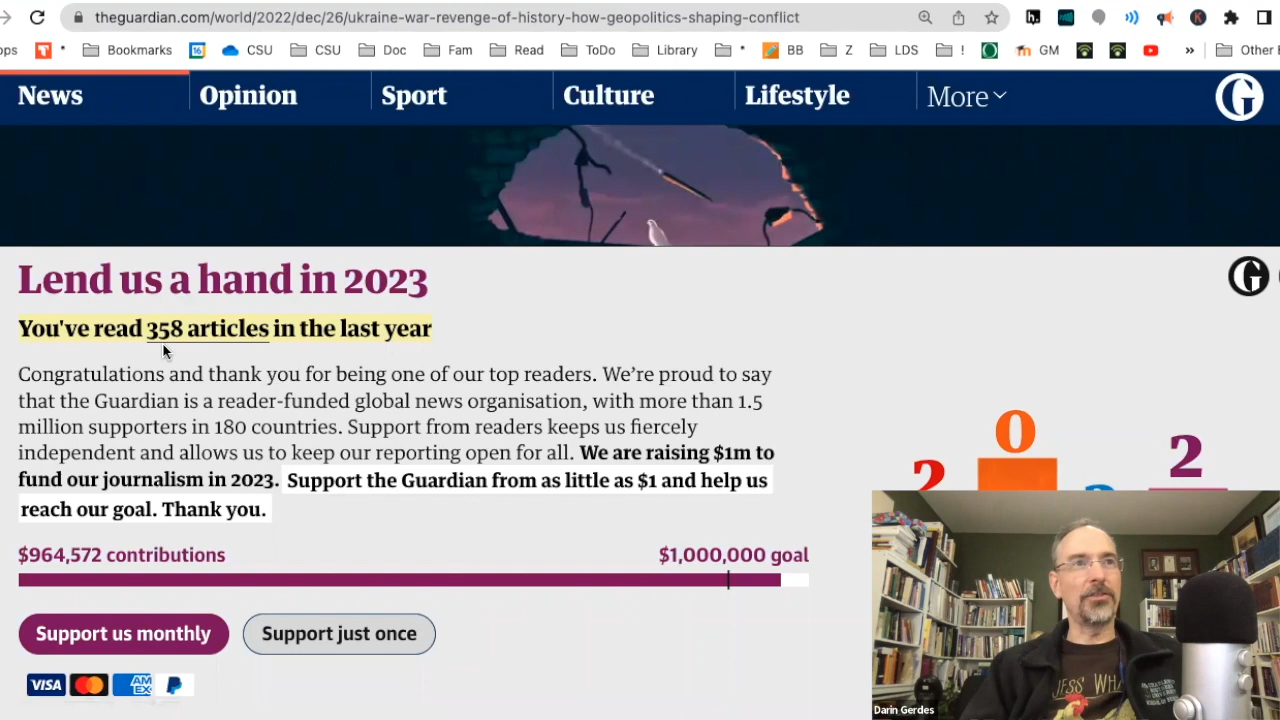 theguardian.com/world/2022/dec/26/ukraine-war-revenge-of-history-how-geopolitics-shaping-conflict
Bookmarks 16 CSU CSU Doc Fam Read ToDo Library * BB Z LDS ! GM » Other
News Opinion Sport Culture Lifestyle More
Lend us a hand in 2023
You've read 358 articles in the last year
Congratulations and thank you for being one of our top readers. We're proud to say
that the Guardian is a reader-funded global news organisation, with more than 1.5
million supporters in 180 countries. Support from readers keeps us fiercely
independent and allows us to keep our reporting open for all. We are raising $1m to
fund our journalism in 2023. Support the Guardian from as little as $1 and help us
reach our goal. Thank you.
2 0 2
$964,572 contributions $1,000,000 goal
Support us monthly Support just once
VISA AM EX
Darin Gerdes